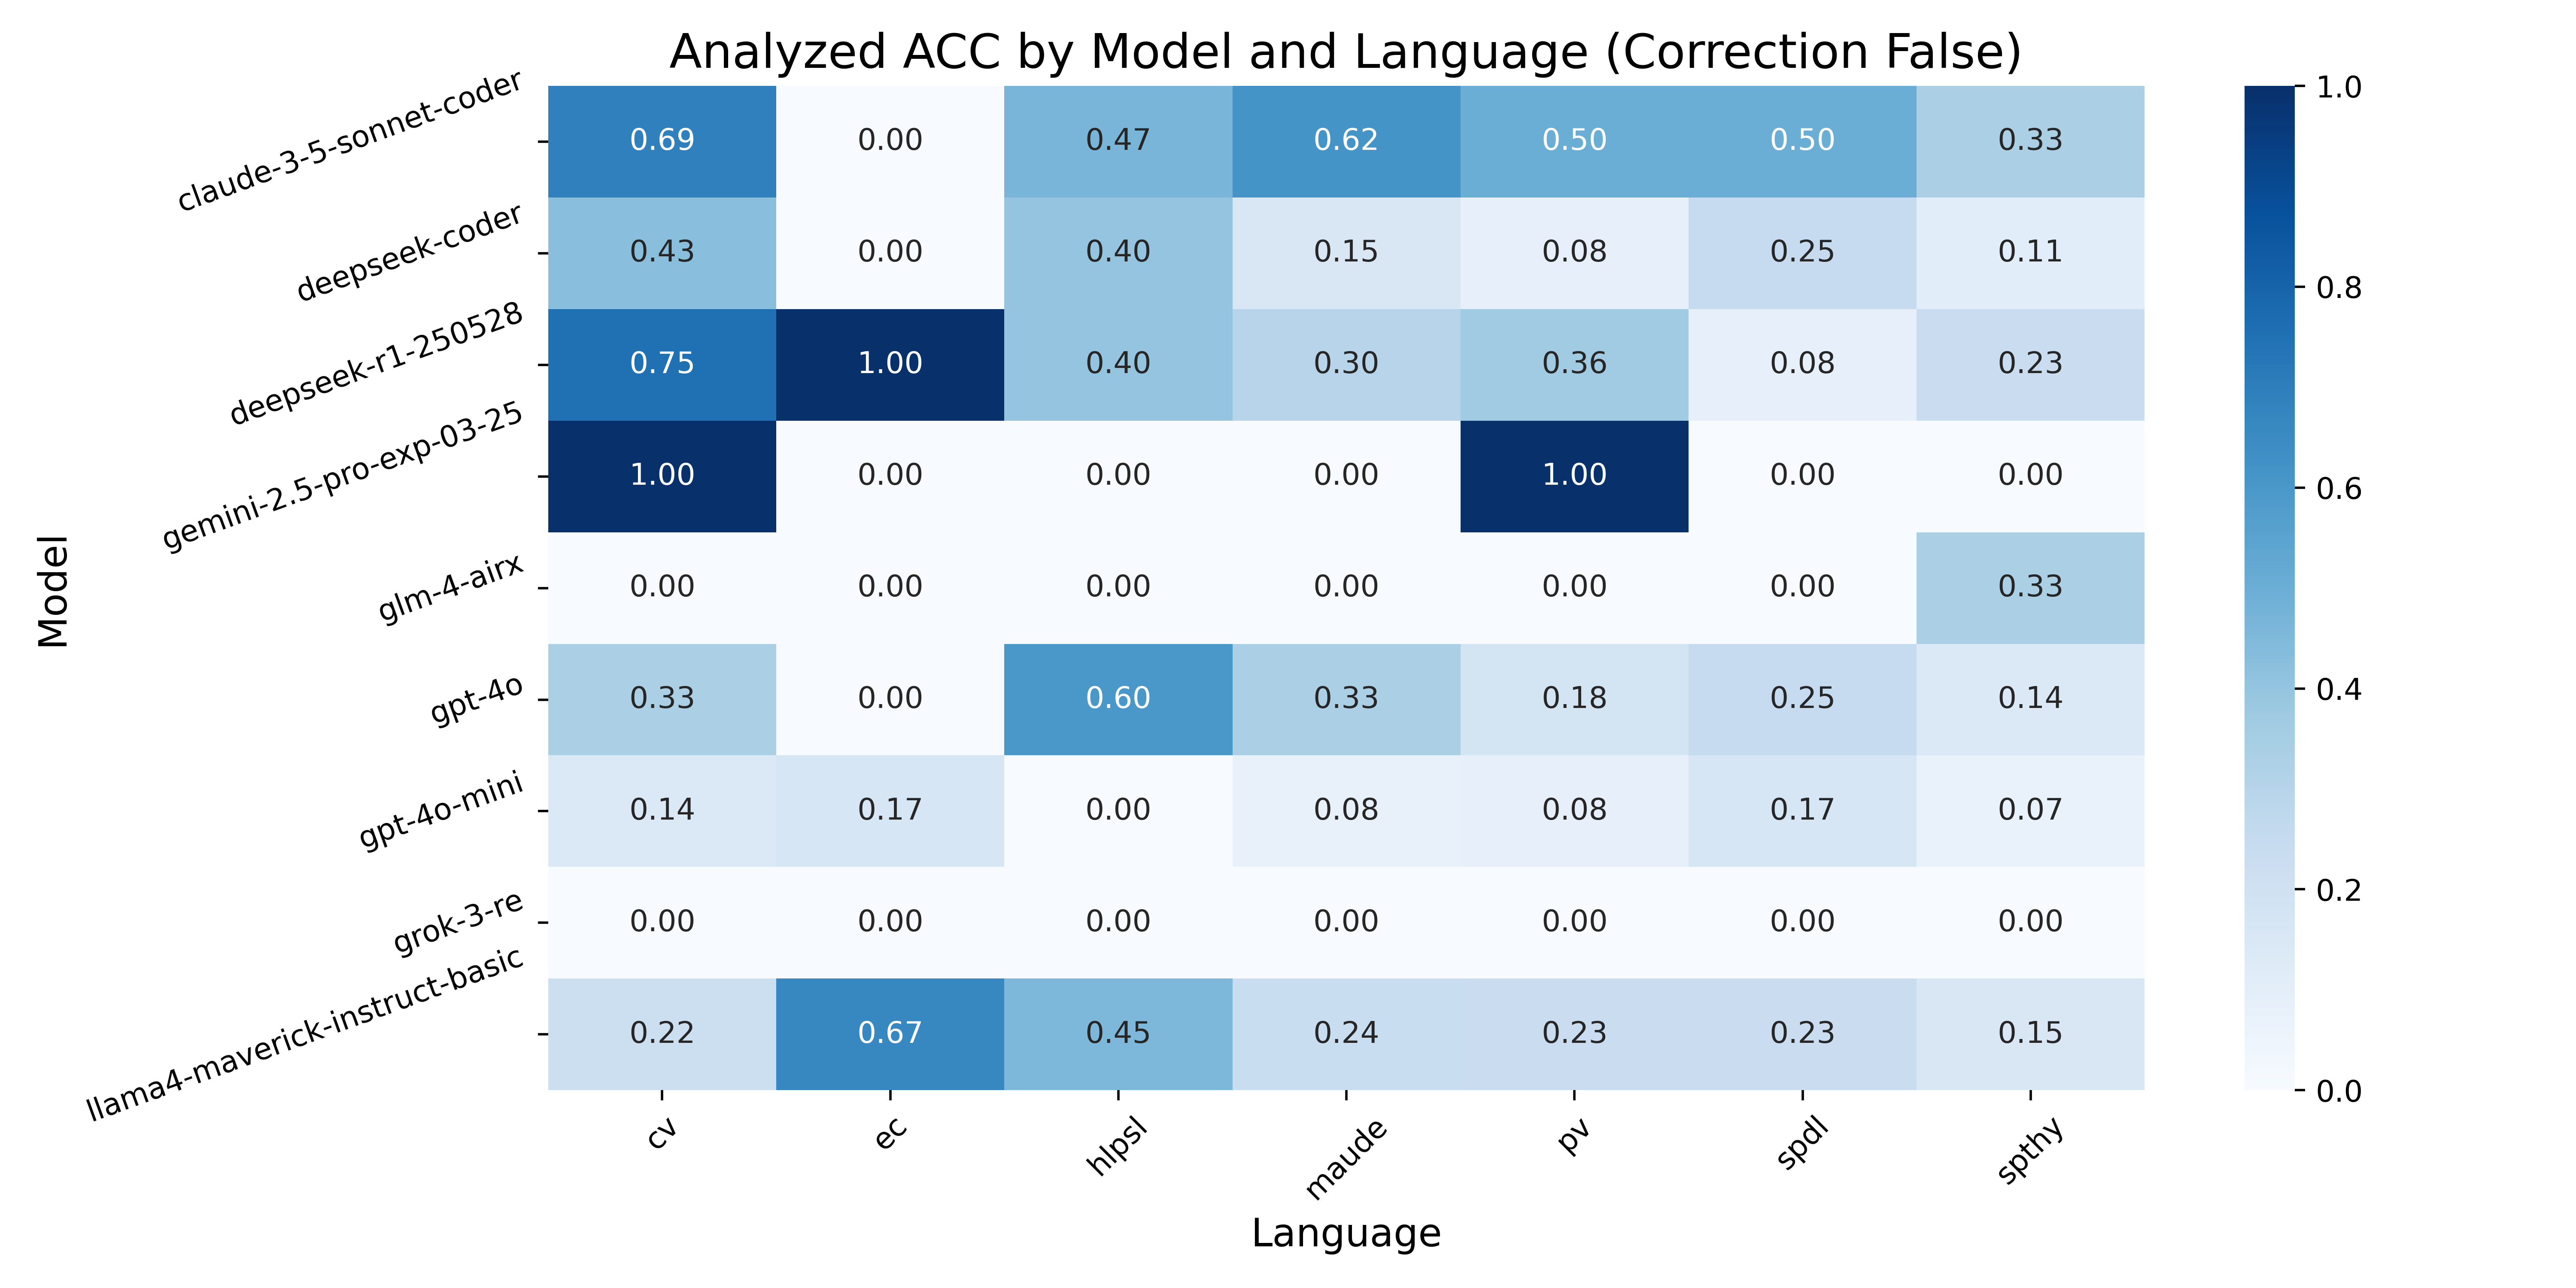 Analyzed ACC by Model and Language (Correction False)
Model
claude-3-5-sonnet-coder 0.69 0.00 0.47 0.62 0.50 0.50 0.33
deepseek-coder 0.43 0.00 0.40 0.15 0.08 0.25 0.11
deepseek-r1-250528 0.75 1.00 0.40 0.30 0.36 0.08 0.23
gemini-2.5-pro-exp-03-25 1.00 0.00 0.00 0.00 1.00 0.00 0.00
glm-4-airx 0.00 0.00 0.00 0.00 0.00 0.00 0.33
gpt-4o 0.33 0.00 0.60 0.33 0.18 0.25 0.14
gpt-4o-mini 0.14 0.17 0.00 0.08 0.08 0.17 0.07
grok-3-re 0.00 0.00 0.00 0.00 0.00 0.00 0.00
llama4-maverick-instruct-basic 0.22 0.67 0.45 0.24 0.23 0.23 0.15
cv ec hlpsl maude pv spdl spthy
Language
1.0
0.8
0.6
0.4
0.2
0.0